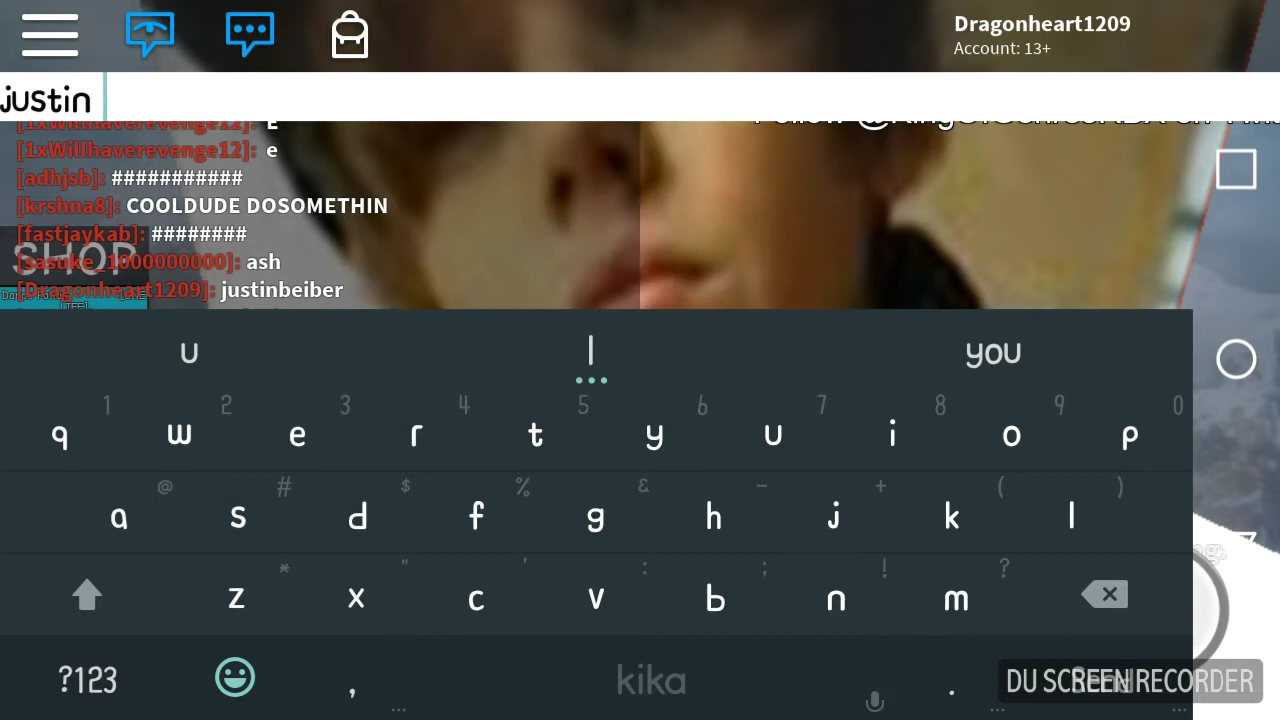 Dragonheart1209
Account: 13+
justin
[1xWillhaverevenge12]: E
[1xWillhaverevenge12]: e
[adhjsb]: ###########
[krshna8]: COOLDUDE DOSOMETHIN
[fastjaykab]: ########
SHOP
[sasuke_1000000000]: ash
[Dragonheart1209]: justinbeiber
u I you
1 2 3 4 5 6 7 8 9 0
q w e r t y u i o p
@ # $ % & - + ( )
a s d f g h j k l
* " ' : ; ! ?
z x c v b n m
?123 , kika .
DU SCREEN RECORDER